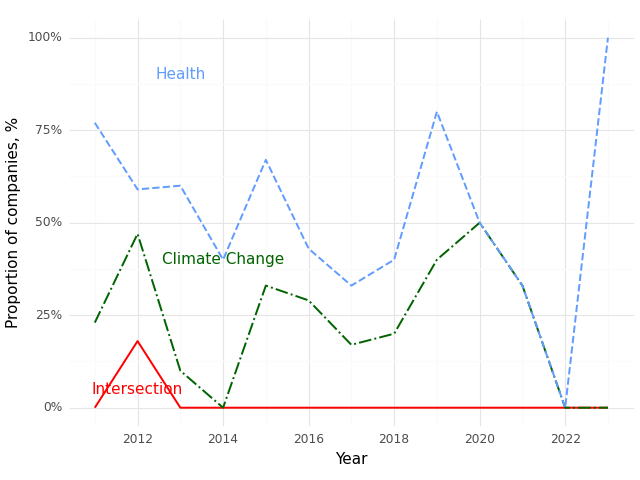 100%
75%
50%
25%
0%
Proportion of companies, %
Health
Climate Change
Intersection
2012
2014
2016
2018
2020
2022
Year